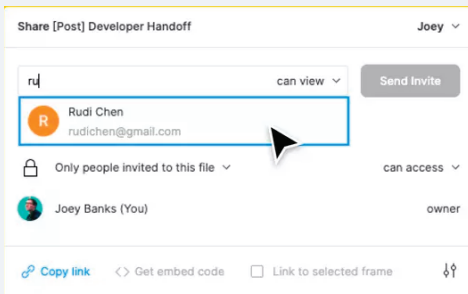 Share [Post] Developer Handoff Joey
ru can view Send Invite
R Rudi Chen
rudichen@gmail.com
Only people invited to this file can access
Joey Banks (You) owner
Copy link <> Get embed code Link to selected frame